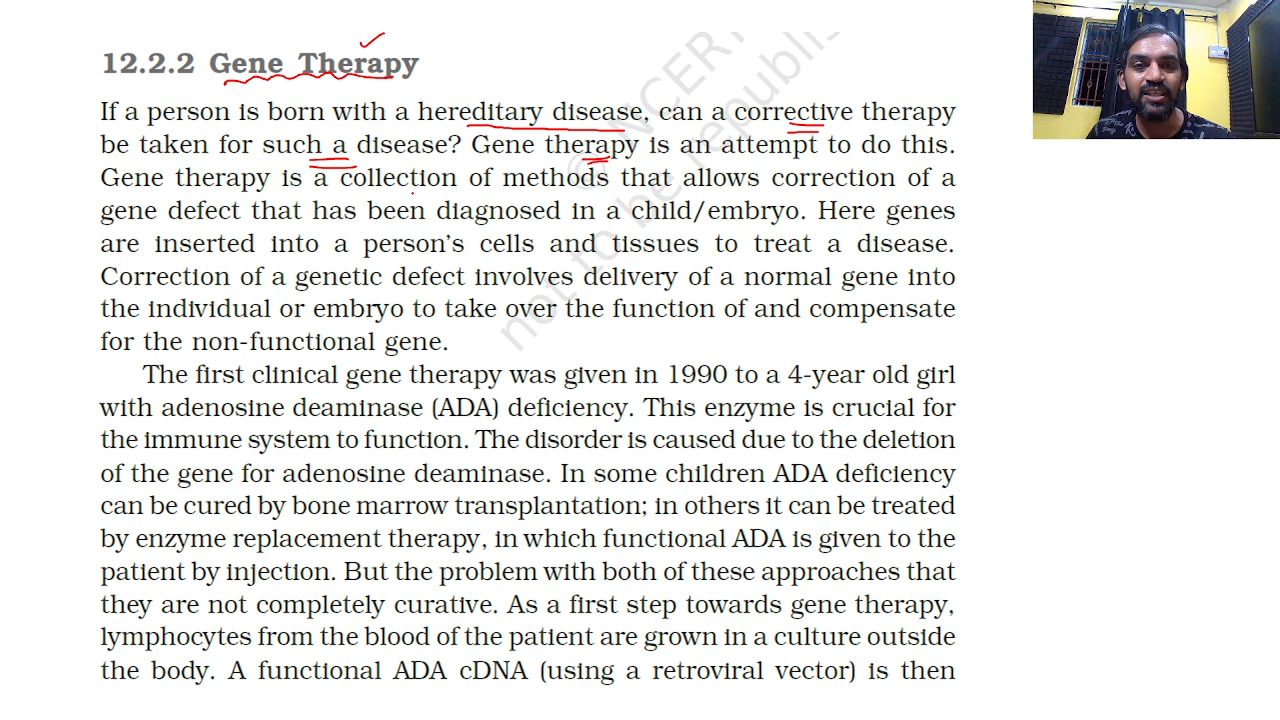 12.2.2 Gene Therapy
If a person is born with a hereditary disease, can a corrective therapy
be taken for such a disease? Gene therapy is an attempt to do this.
Gene therapy is a collection of methods that allows correction of a
gene defect that has been diagnosed in a child/embryo. Here genes
are inserted into a person's cells and tissues to treat a disease.
Correction of a genetic defect involves delivery of a normal gene into
the individual or embryo to take over the function of and compensate
for the non-functional gene.
The first clinical gene therapy was given in 1990 to a 4-year old girl
with adenosine deaminase (ADA) deficiency. This enzyme is crucial for
the immune system to function. The disorder is caused due to the deletion
of the gene for adenosine deaminase. In some children ADA deficiency
can be cured by bone marrow transplantation; in others it can be treated
by enzyme replacement therapy, in which functional ADA is given to the
patient by injection. But the problem with both of these approaches that
they are not completely curative. As a first step towards gene therapy,
lymphocytes from the blood of the patient are grown in a culture outside
the body. A functional ADA cDNA (using a retroviral vector) is then
© NCERT
not to be republis